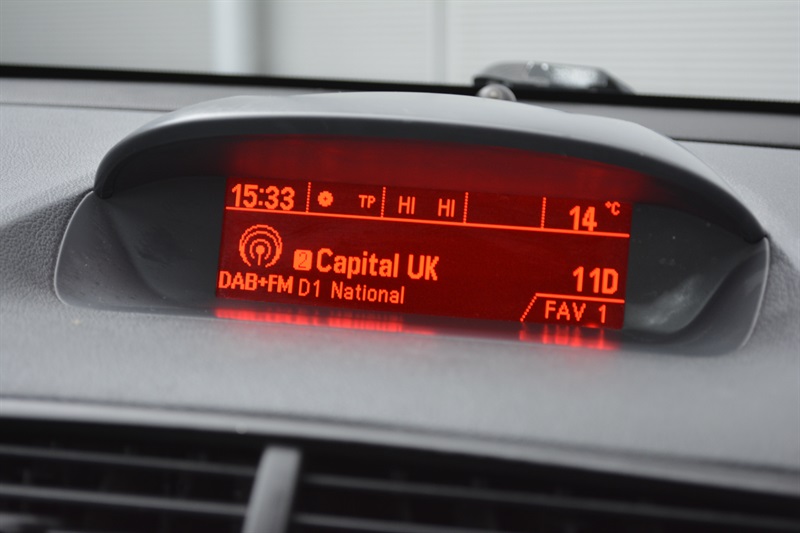 15:33 TP HI HI 14 °C
2 Capital UK 11D
DAB+FM D1 National FAV 1